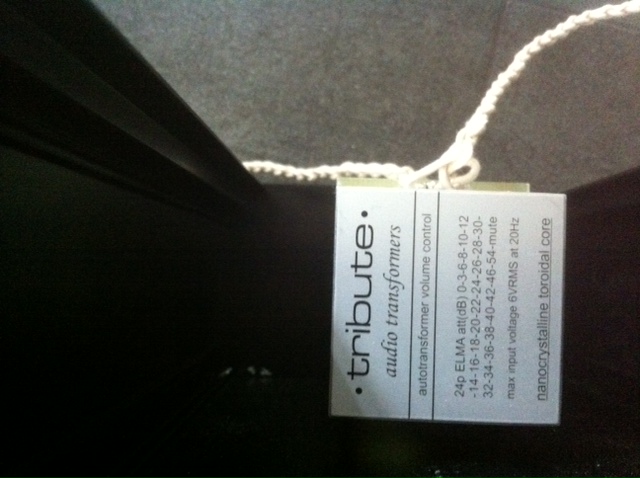 • tribute •
audio transformers
autotransformer volume control
24p ELMA att(dB) 0-3-6-8-10-12
-14-16-18-20-22-24-26-28-30-
32-34-36-38-40-42-46-54-mute
max input voltage 6VRMS at 20Hz
nanocrystalline toroidal core